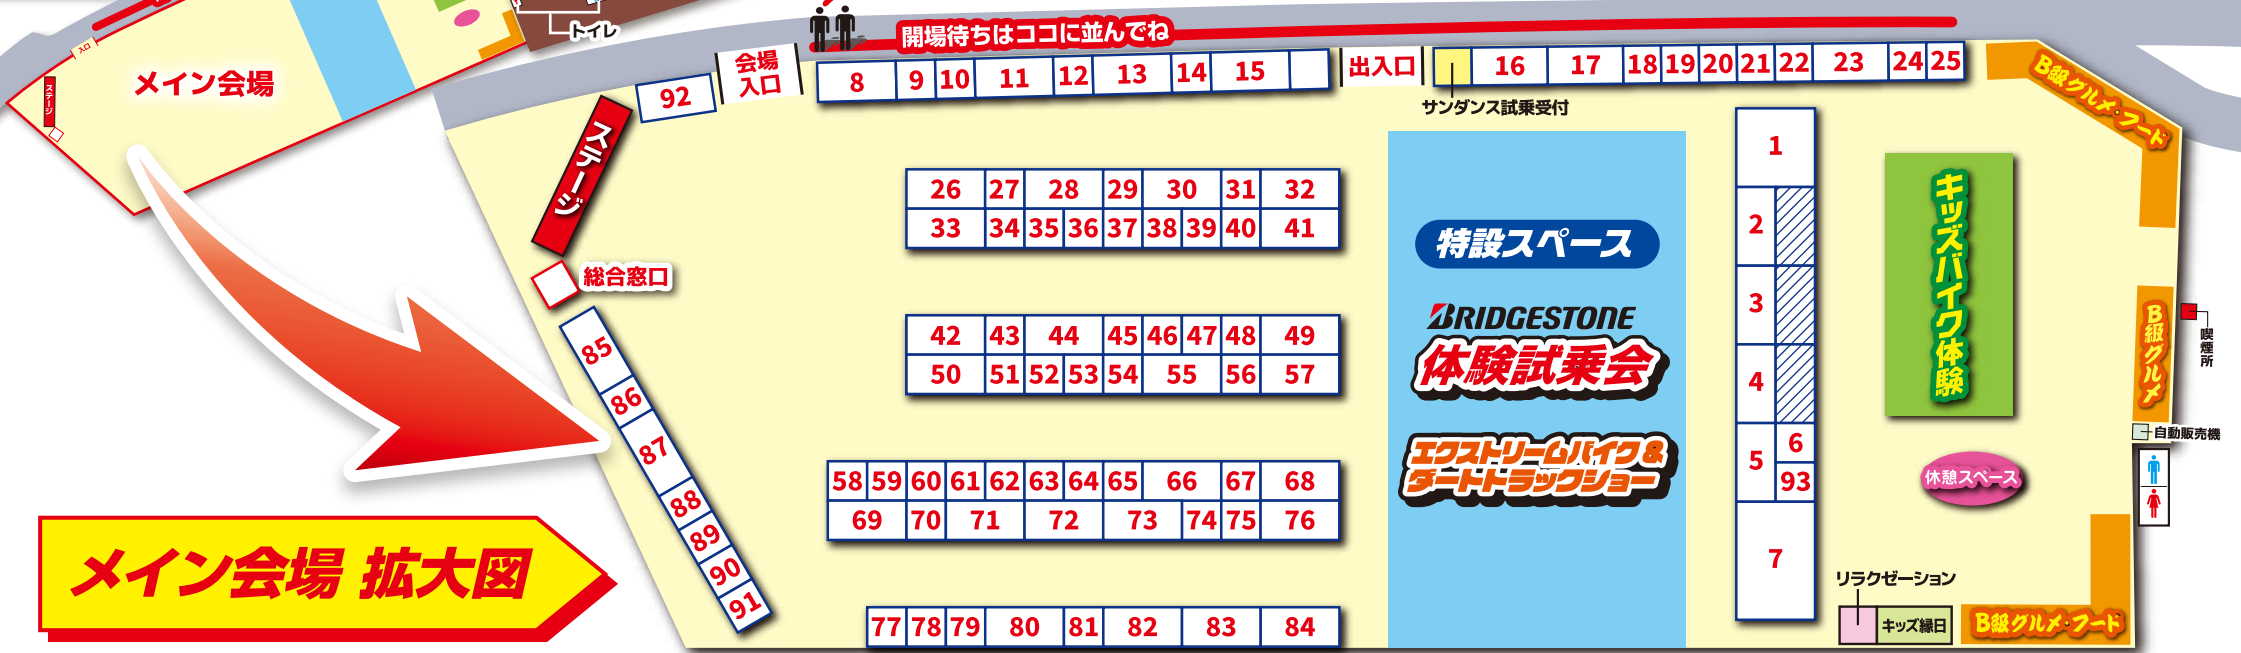 トイレ
入口
メイン会場
ステージ
開場待ちはココに並んでね
92
会場
入口
8 9 10 11 12 13 14 15
出入口
16 17 18 19 20 21 22 23 24 25
サンダンス試乗受付
B級グルメ・フード
ステージ
総合窓口
26 27 28 29 30 31 32
33 34 35 36 37 38 39 40 41
42 43 44 45 46 47 48 49
50 51 52 53 54 55 56 57
58 59 60 61 62 63 64 65 66 67 68
69 70 71 72 73 74 75 76
77 78 79 80 81 82 83 84
85
86
87
88
89
90
91
特設スペース
BRIDGESTONE
体験試乗会
エクストリームバイク&
ダートトラックショー
1
2
3
4
5 6
93
7
キッズバイク体験
B級グルメ
喫煙所
自動販売機
休憩スペース
リラクゼーション
キッズ縁日
B級グルメ・フード
メイン会場 拡大図